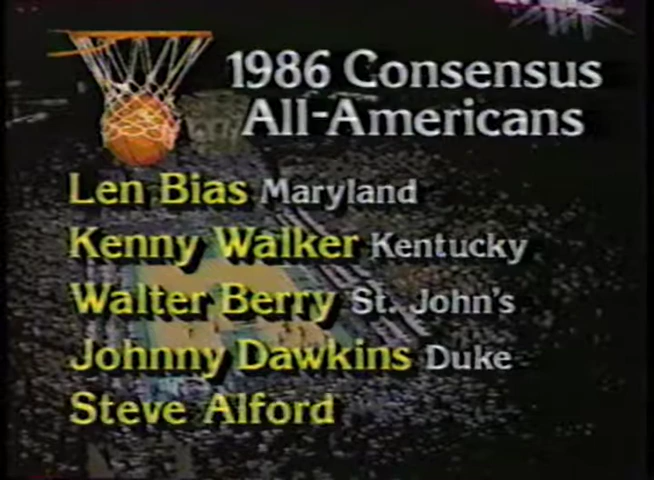 1986 Consensus
All-Americans
Len Bias Maryland
Kenny Walker Kentucky
Walter Berry St. John's
Johnny Dawkins Duke
Steve Alford